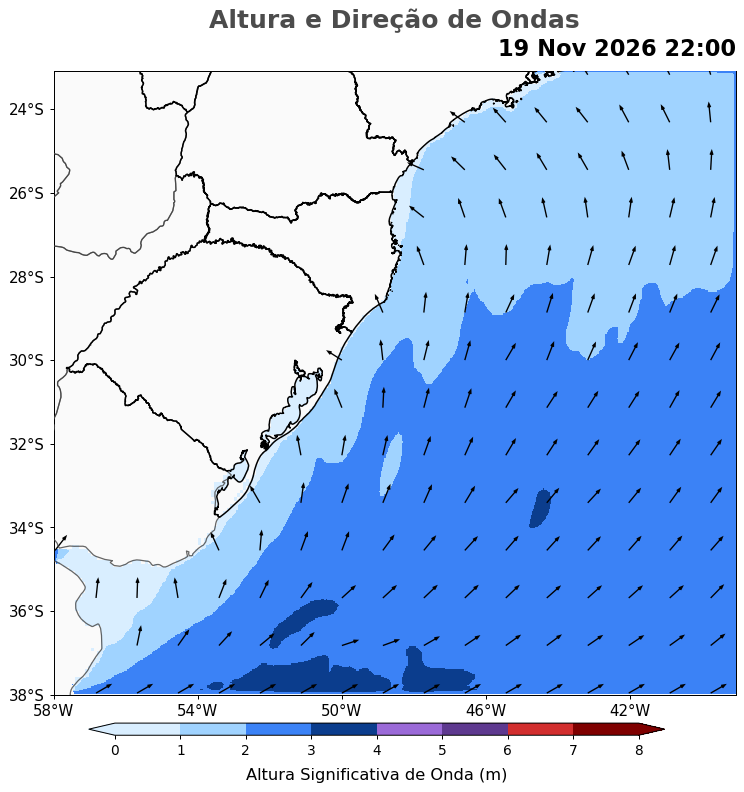 Altura e Direção de Ondas
19 Nov 2026 22:00
24°S
26°S
28°S
30°S
32°S
34°S
36°S
38°S
58°W 54°W 50°W 46°W 42°W
0 1 2 3 4 5 6 7 8
Altura Significativa de Onda (m)